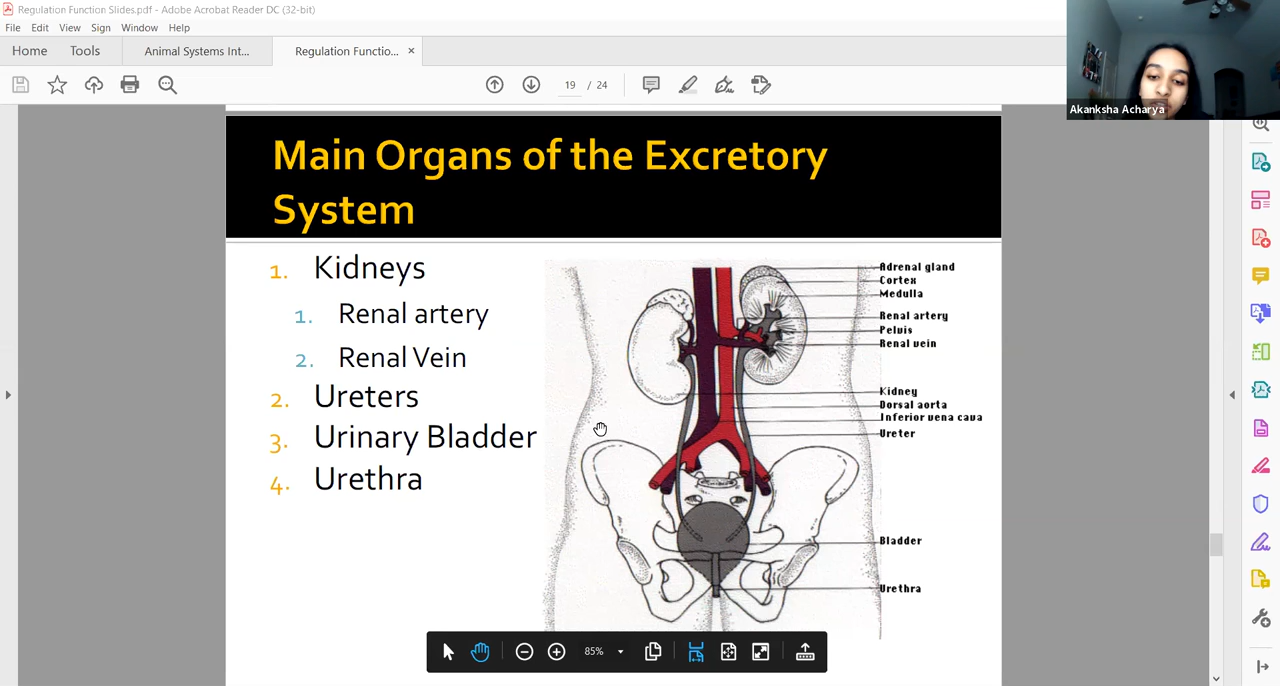 Regulation Function Slides.pdf - Adobe Acrobat Reader DC (32-bit)
File Edit View Sign Window Help
Home Tools Animal Systems Int... Regulation Functio... ×
19 / 24
Akanksha Acharya
Main Organs of the Excretory
System
1. Kidneys
1. Renal artery
2. Renal Vein
2. Ureters
3. Urinary Bladder
4. Urethra
Adrenal gland
Cortex
Medulla
Renal artery
Pelvis
Renal vein
Kidney
Dorsal aorta
Inferior vena cava
Ureter
Bladder
Urethra
85%